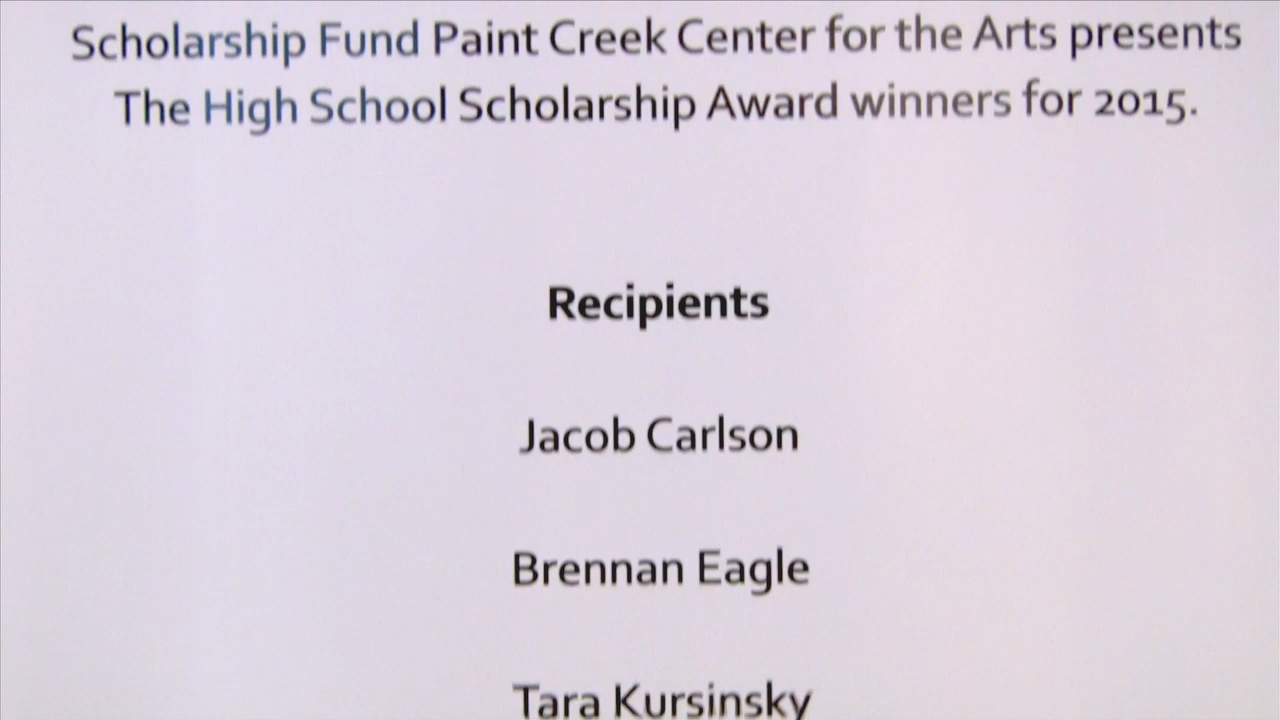 Scholarship Fund Paint Creek Center for the Arts presents
The High School Scholarship Award winners for 2015.
Recipients
Jacob Carlson
Brennan Eagle
Tara Kursinsky